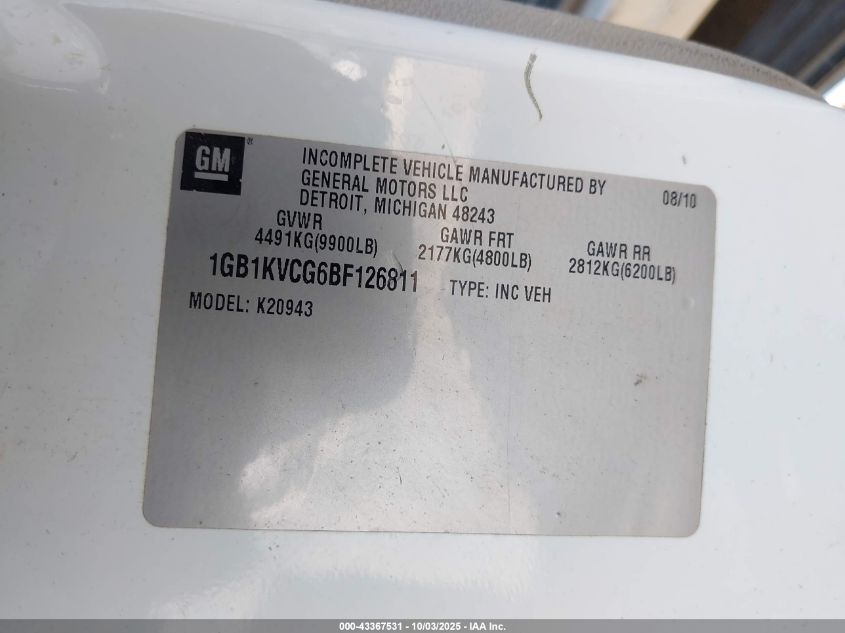 GM®
INCOMPLETE VEHICLE MANUFACTURED BY
GENERAL MOTORS LLC
DETROIT, MICHIGAN 48243
08/10
GVWR
4491KG(9900LB)
GAWR FRT
2177KG(4800LB)
GAWR RR
2812KG(6200LB)
1GB1KVCG6BF126811
TYPE: INC VEH
MODEL: K20943
000-43367531 - 10/03/2025 - IAA Inc.